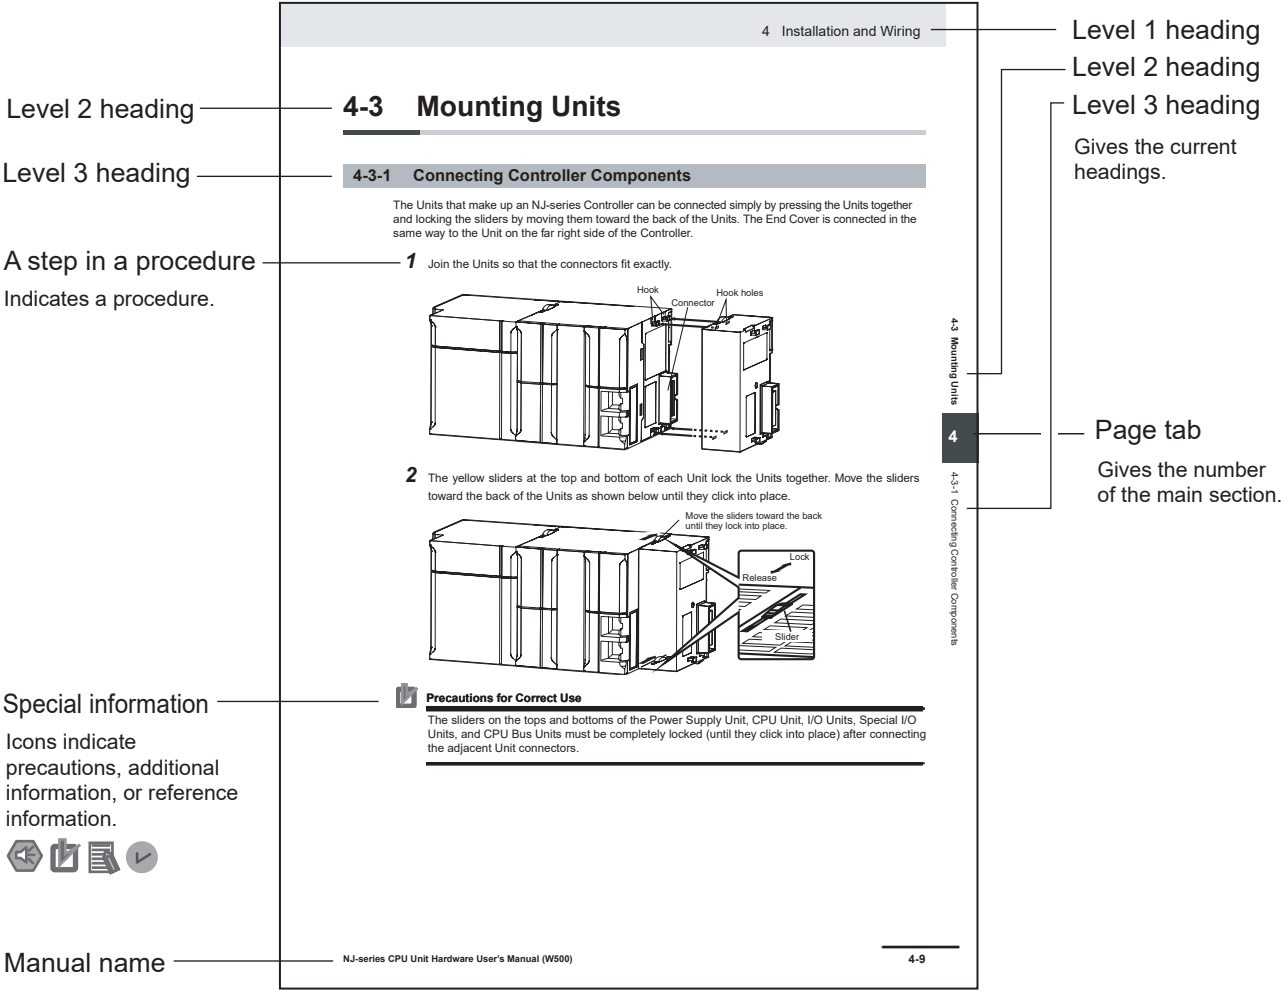 4 Installation and Wiring
Level 1 heading
Level 2 heading
Level 3 heading
Gives the current
headings.
Level 2 heading
4-3 Mounting Units
Level 3 heading
4-3-1 Connecting Controller Components
The Units that make up an NJ-series Controller can be connected simply by pressing the Units together
and locking the sliders by moving them toward the back of the Units. The End Cover is connected in the
same way to the Unit on the far right side of the Controller.
A step in a procedure
Indicates a procedure.
1 Join the Units so that the connectors fit exactly.
Hook
Connector
Hook holes
4-3 Mounting Units
4
Page tab
Gives the number
of the main section.
4-3-1 Connecting Controller Components
2 The yellow sliders at the top and bottom of each Unit lock the Units together. Move the sliders
toward the back of the Units as shown below until they click into place.
Move the sliders toward the back
until they lock into place.
Lock
Release
Slider
Special information
Icons indicate
precautions, additional
information, or reference
information.
Precautions for Correct Use
The sliders on the tops and bottoms of the Power Supply Unit, CPU Unit, I/O Units, Special I/O
Units, and CPU Bus Units must be completely locked (until they click into place) after connecting
the adjacent Unit connectors.
Manual name
NJ-series CPU Unit Hardware User's Manual (W500)
4-9